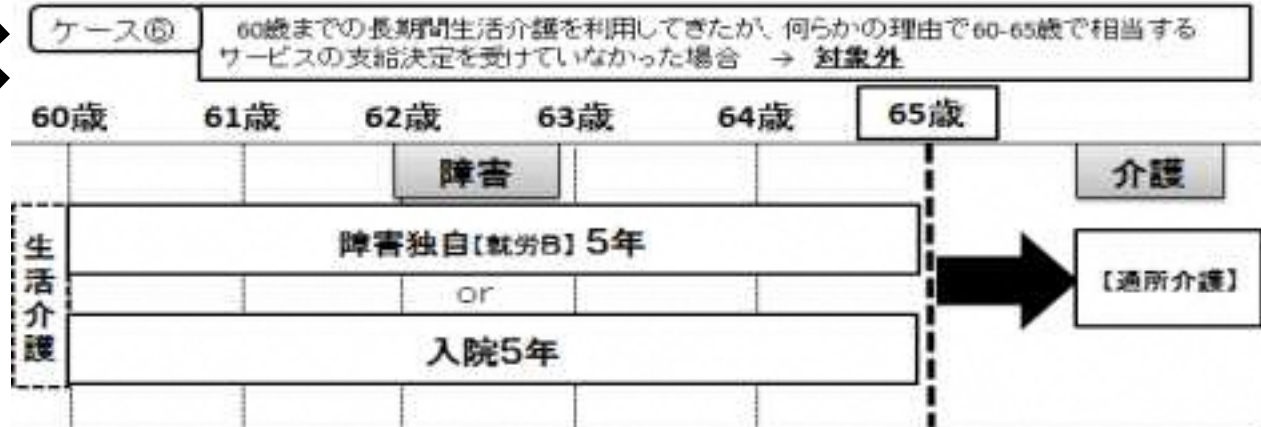 ケース⑥
60歳までの長期間生活介護を利用してきたが、何らかの理由で60-65歳で相当する
サービスの支給決定を受けていなかった場合 → 対象外
60歳 61歳 62歳 63歳 64歳 65歳
障害 介護
生活介護
障害独自【就労B】5年
or
入院5年
【通所介護】